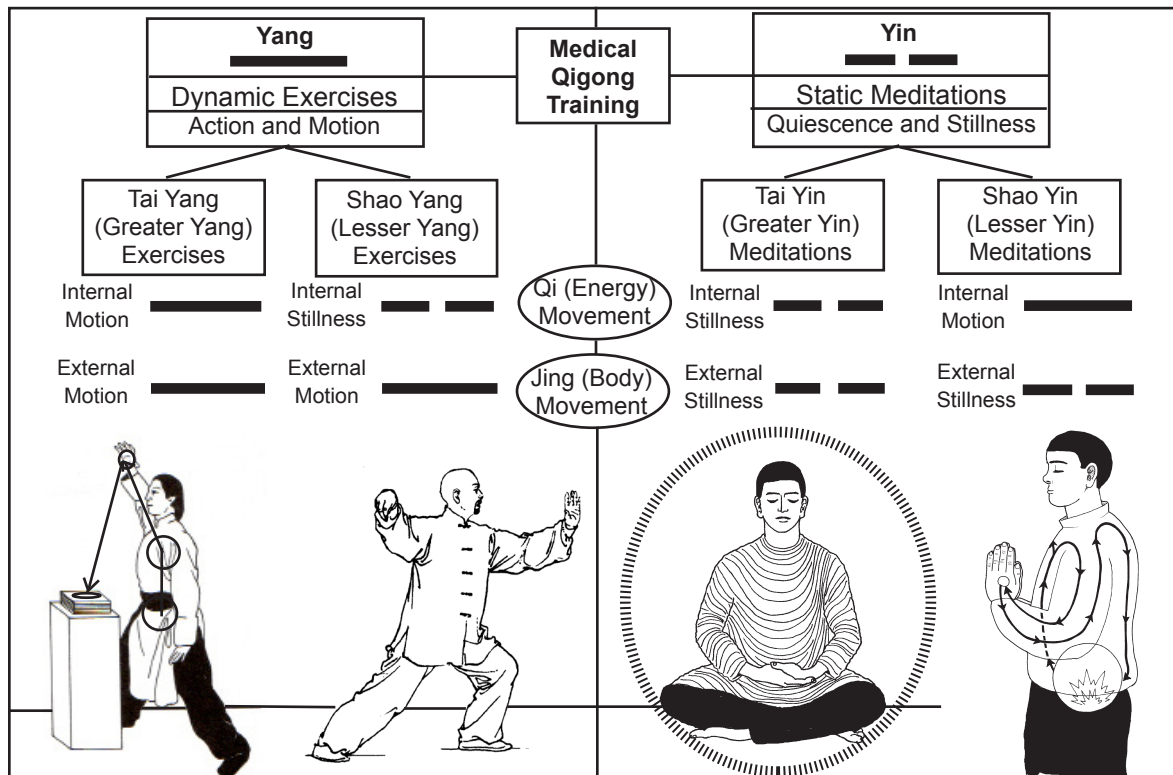 Yang
Dynamic Exercises
Action and Motion
Medical
Qigong
Training
Yin
Static Meditations
Quiescence and Stillness
Tai Yang
(Greater Yang)
Exercises
Shao Yang
(Lesser Yang)
Exercises
Tai Yin
(Greater Yin)
Meditations
Shao Yin
(Lesser Yin)
Meditations
Internal
Motion
Internal
Stillness
Qi (Energy)
Movement
Internal
Stillness
Internal
Motion
External
Motion
External
Motion
Jing (Body)
Movement
External
Stillness
External
Stillness